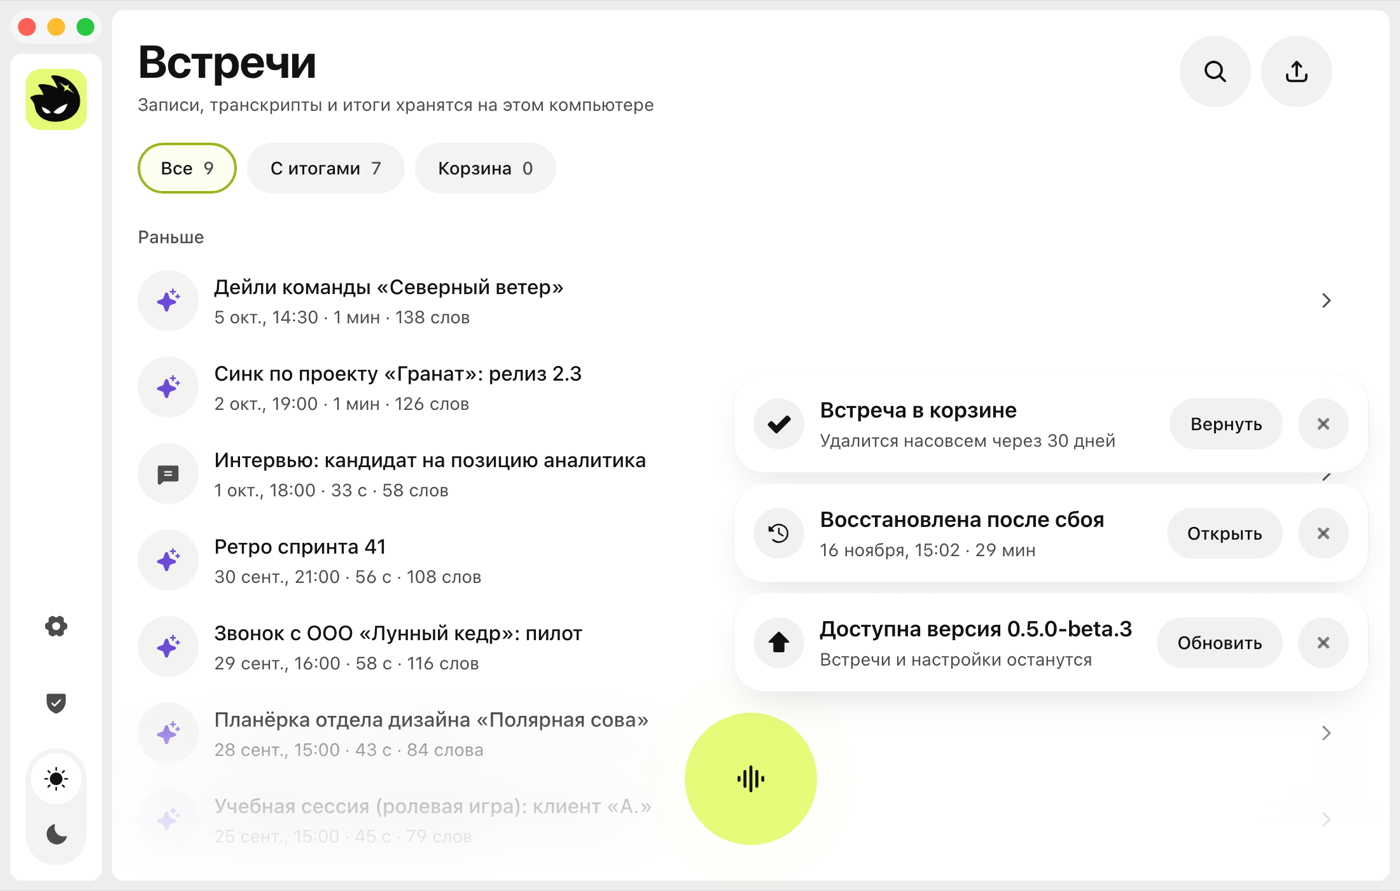 Встречи
Записи, транскрипты и итоги хранятся на этом компьютере
Все 9
С итогами 7
Корзина 0
Раньше
Дейли команды «Северный ветер»
5 окт., 14:30 · 1 мин · 138 слов
Синк по проекту «Гранат»: релиз 2.3
2 окт., 19:00 · 1 мин · 126 слов
Интервью: кандидат на позицию аналитика
1 окт., 18:00 · 33 с · 58 слов
Ретро спринта 41
30 сент., 21:00 · 56 с · 108 слов
Звонок с ООО «Лунный кедр»: пилот
29 сент., 16:00 · 58 с · 116 слов
Планёрка отдела дизайна «Полярная сова»
28 сент., 15:00 · 43 с · 84 слова
Учебная сессия (ролевая игра): клиент «А.»
25 сент., 15:00 · 45 с · 79 слов
Встреча в корзине
Удалится насовсем через 30 дней
Вернуть
Восстановлена после сбоя
16 ноября, 15:02 · 29 мин
Открыть
Доступна версия 0.5.0-beta.3
Встречи и настройки останутся
Обновить